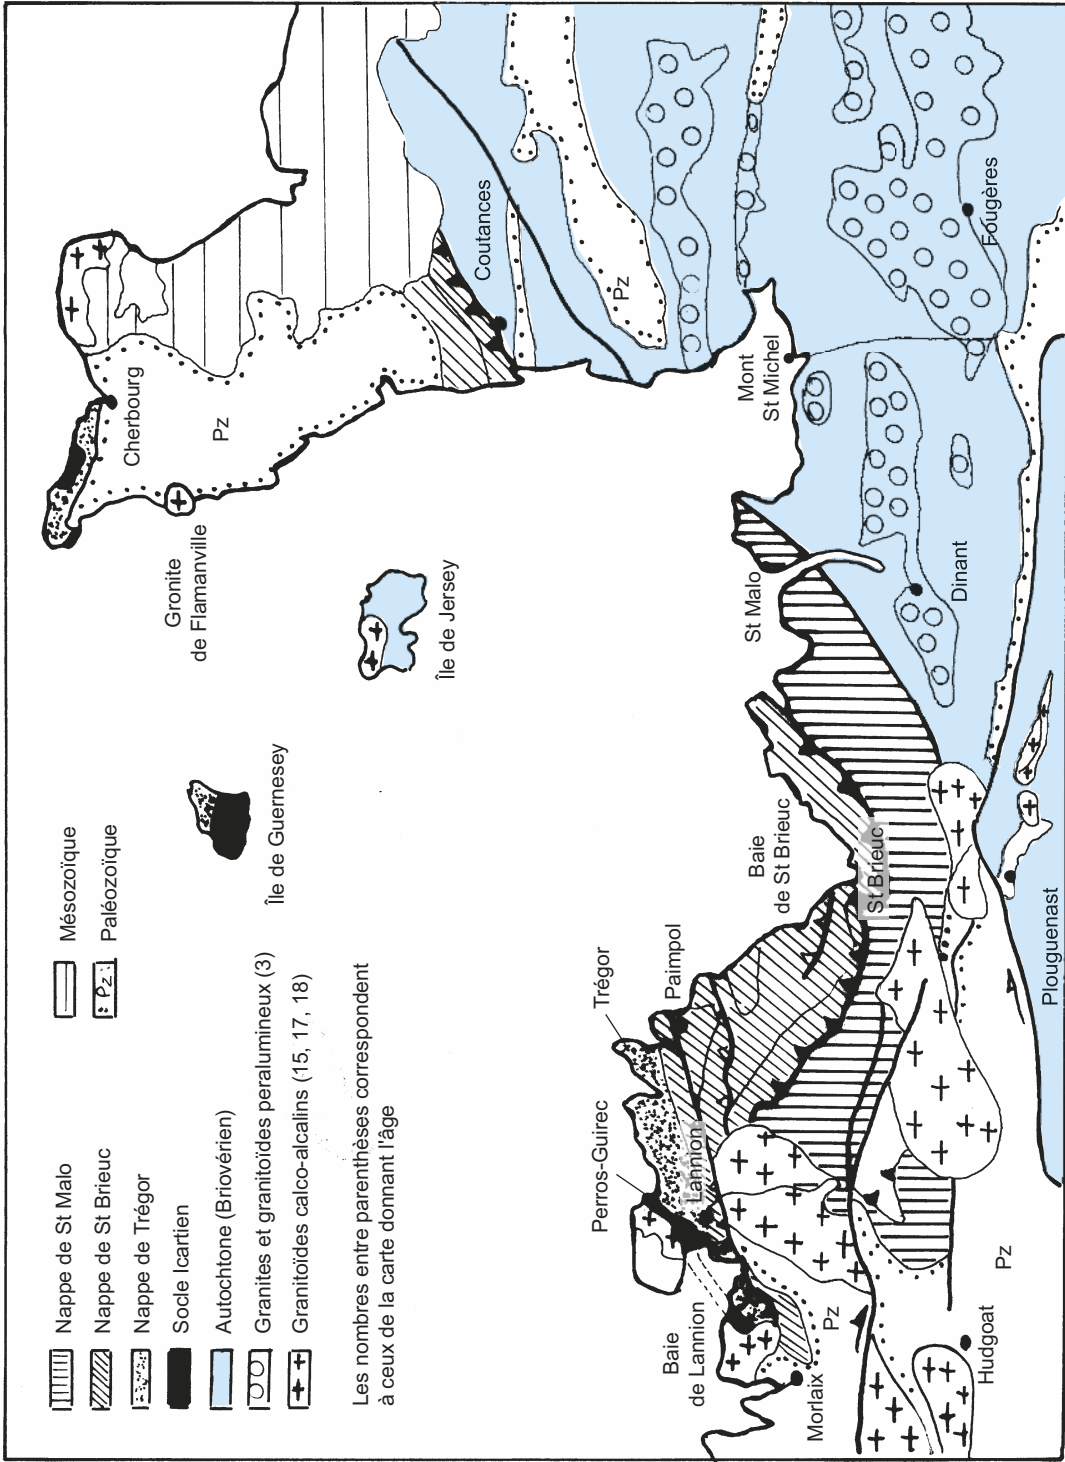 Nappe de St Malo
Nappe de St Brieuc
Nappe de Trégor
Socle Icartien
Autochtone (Briovérien)
Granites et granitoïdes peralumineux (3)
Granitoïdes calco-alcalins (15, 17, 18)
Les nombres entre parenthèses correspondent
à ceux de la carte donnant l'âge
Mésozoïque
Pz
Paléozoïque
Île de Guernesey
Gronite
de Flamanville
Île de Jersey
Cherbourg
Pz
Coutances
Pz
Mont
St Michel
Fougères
St Malo
Dinant
Baie
de St Brieuc
St Brieuc
Plouguenast
Trégor
Paimpol
Perros-Guirec
Lannion
Baie
de Lannion
Morlaix
Pz
Pz
Hudgoat